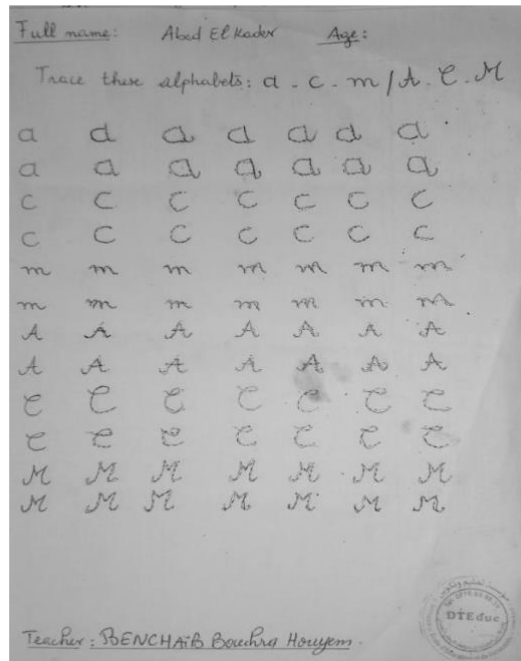 Full name: Abed El Kader Age:
Trace these alphabets: a - c - m / A - C - M
a a a a a a a
a a a a a a a
c c c c c c c
c c c c c c c
m m m m m m m
m m m m m m m
A A A A A A A
A A A A A A A
C C C C C C C
C C C C C C C
M M M M M M M
M M M M M M M
DTEduc
Teacher: BENCHAIB Bouchra Houyem.